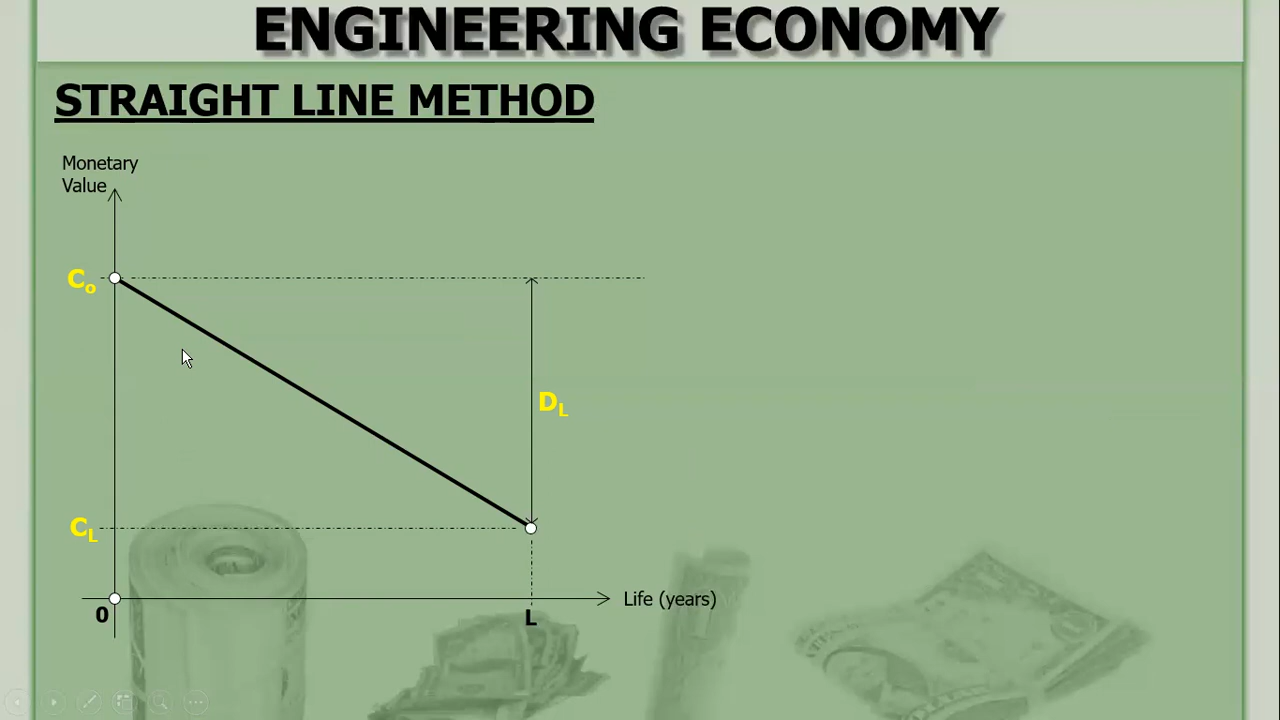 ENGINEERING ECONOMY
STRAIGHT LINE METHOD
Monetary
Value
Co
DL
CL
0
L
Life (years)